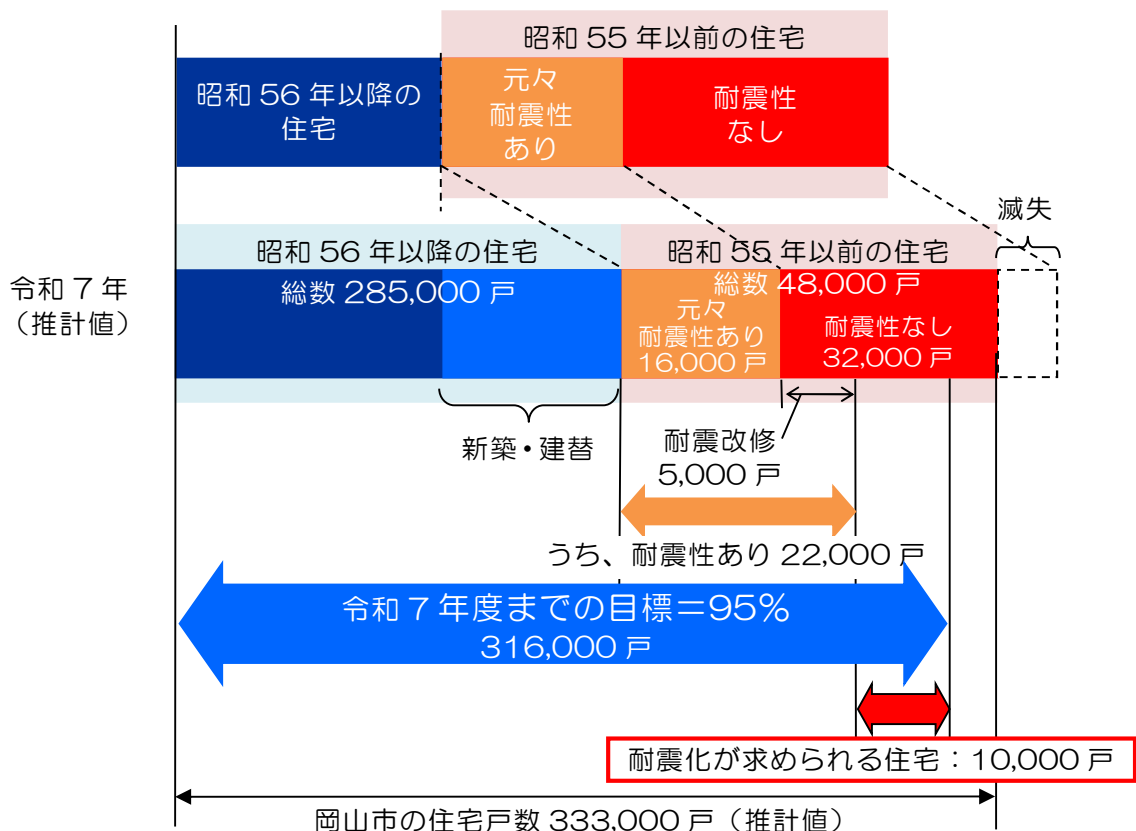 昭和 55 年以前の住宅
昭和 56 年以降の
住宅
元々
耐震性
あり
耐震性
なし
滅失
昭和 56 年以降の住宅
昭和 55 年以前の住宅
令和 7 年
（推計値）
総数 285,000 戸
総数 48,000 戸
元々
耐震性あり
16,000 戸
耐震性なし
32,000 戸
新築・建替
耐震改修
5,000 戸
うち、耐震性あり 22,000 戸
令和 7 年度までの目標＝95%
316,000 戸
耐震化が求められる住宅：10,000 戸
岡山市の住宅戸数 333,000 戸（推計値）